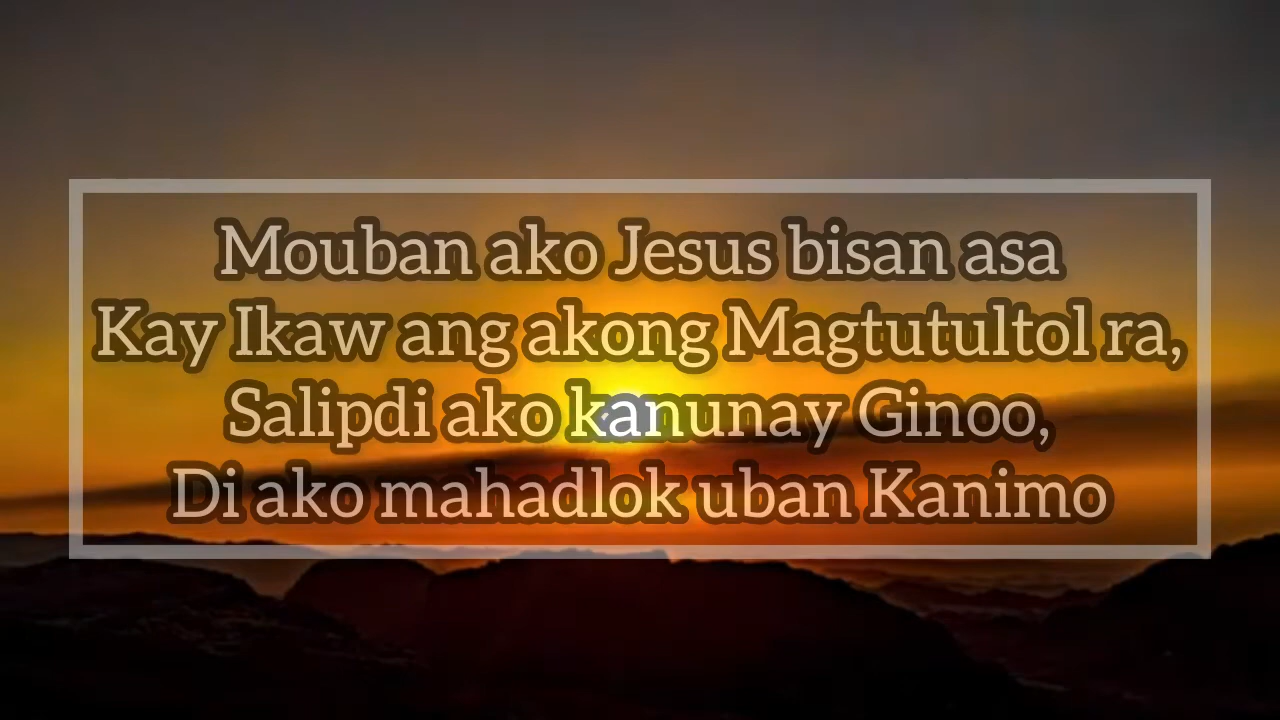 Mouban ako Jesus bisan asa
Kay Ikaw ang akong Magtutultol ra,
Salipdi ako kanunay Ginoo,
Di ako mahadlok uban Kanimo